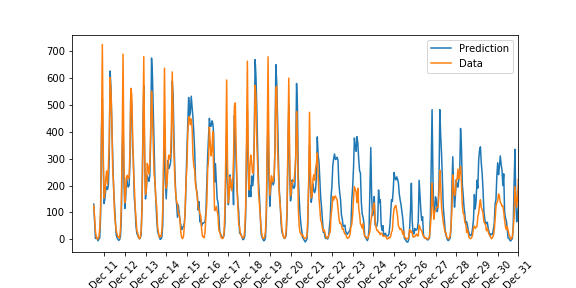 700
600
500
400
300
200
100
0
Prediction
Data
Dec 11
Dec 12
Dec 13
Dec 14
Dec 15
Dec 16
Dec 17
Dec 18
Dec 19
Dec 20
Dec 21
Dec 22
Dec 23
Dec 24
Dec 25
Dec 26
Dec 27
Dec 28
Dec 29
Dec 30
Dec 31